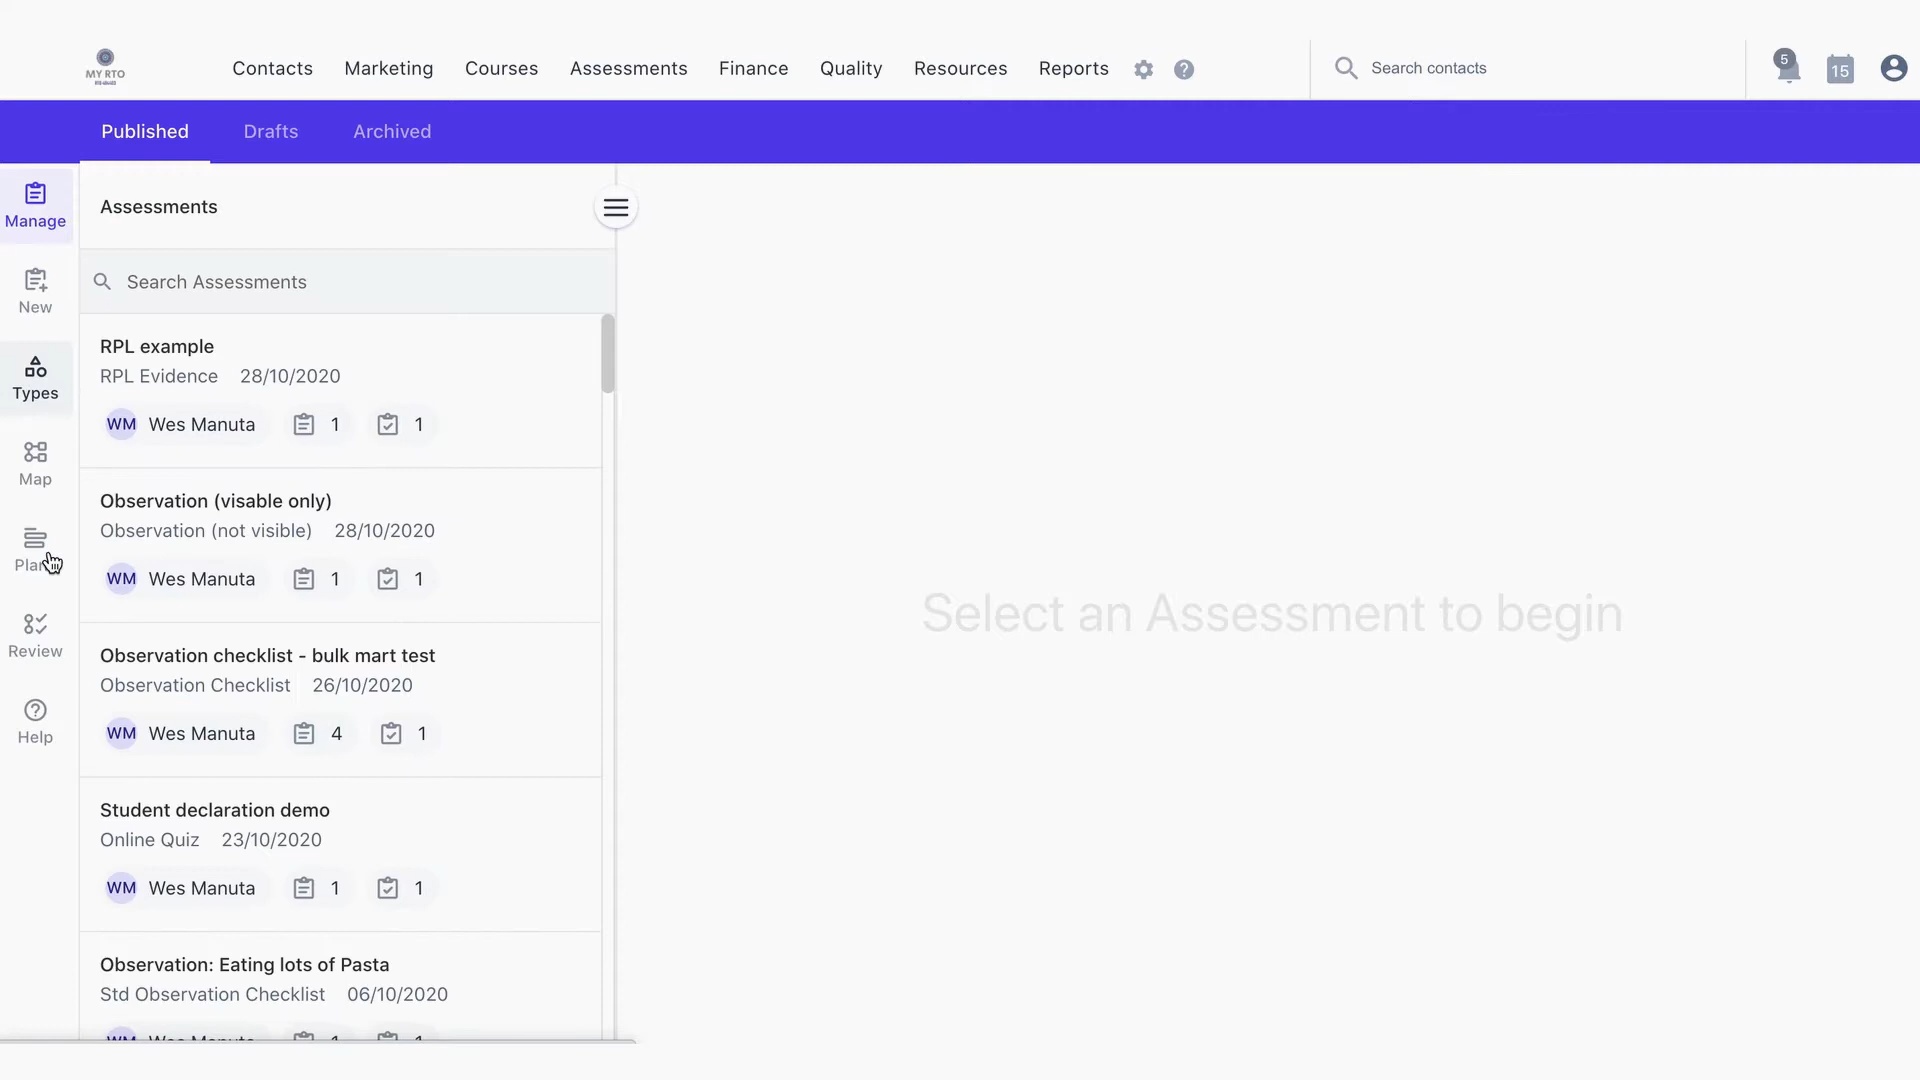 MY RTO
Contacts Marketing Courses Assessments Finance Quality Resources Reports
Search contacts
5
15
Published Drafts Archived
Manage
New
Types
Map
Review
Help
Assessments
Search Assessments
RPL example
RPL Evidence 28/10/2020
WM Wes Manuta 1 1
Observation (visable only)
Observation (not visible) 28/10/2020
WM Wes Manuta 1 1
Observation checklist - bulk mart test
Observation Checklist 26/10/2020
WM Wes Manuta 4 1
Student declaration demo
Online Quiz 23/10/2020
WM Wes Manuta 1 1
Observation: Eating lots of Pasta
Std Observation Checklist 06/10/2020
WM Wes Manuta 1 1
Select an Assessment to begin